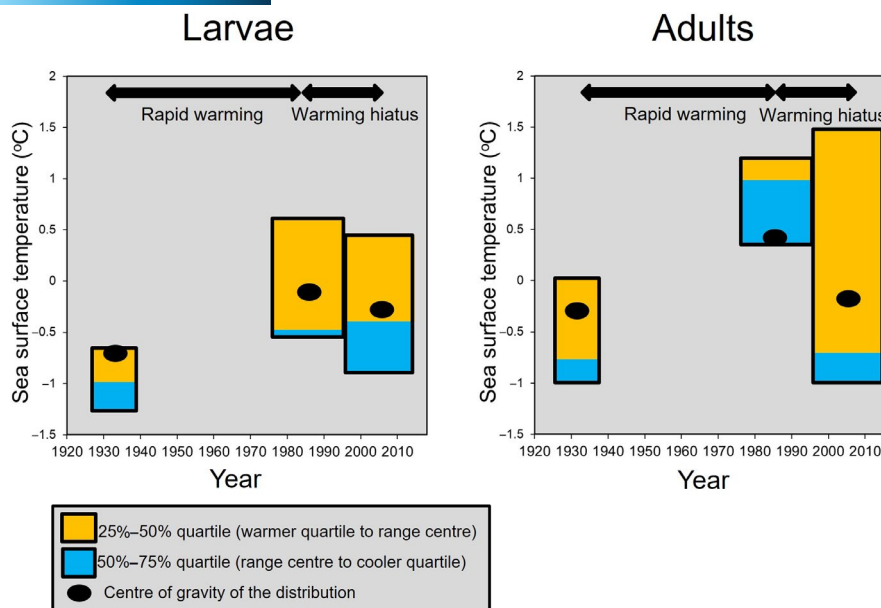 Larvae
Sea surface temperature (°C)
2
1.5
1
0.5
0
−0.5
−1
−1.5
Rapid warming
Warming hiatus
1920 1930 1940 1950 1960 1970 1980 1990 2000 2010
Year
Adults
Sea surface temperature (°C)
2
1.5
1
0.5
0
−0.5
−1
−1.5
Rapid warming
Warming hiatus
1920 1930 1940 1950 1960 1970 1980 1990 2000 2010
Year
25%–50% quartile (warmer quartile to range centre)
50%–75% quartile (range centre to cooler quartile)
Centre of gravity of the distribution